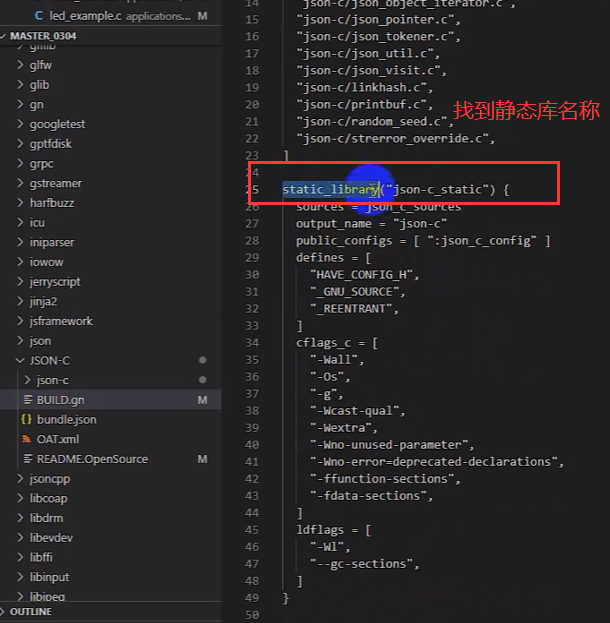 C led_example.c applications... M
MASTER_0304
glfw
glib
gn
googletest
gptfdisk
grpc
gstreamer
harfbuzz
icu
iniparser
iowow
jerryscript
jinja2
jsframework
json
JSON-C
json-c
BUILD.gn M
{} bundle.json
OAT.xml
README.OpenSource M
jsoncpp
libcoap
libdrm
libevdev
libffi
libinput
libjpeg
OUTLINE
14 "json-c/json_object_iterator.c",
15 "json-c/json_pointer.c",
16 "json-c/json_tokener.c",
17 "json-c/json_util.c",
18 "json-c/json_visit.c",
19 "json-c/linkhash.c",
20 "json-c/printbuf.c",
21 "json-c/random_seed.c",
22 "json-c/strerror_override.c",
23 ]
24
25 static_library("json-c_static") {
26 sources = json_c_sources
27 output_name = "json-c"
28 public_configs = [ ":json_c_config" ]
29 defines = [
30 "HAVE_CONFIG_H",
31 "_GNU_SOURCE",
32 "_REENTRANT",
33 ]
34 cflags_c = [
35 "-Wall",
36 "-Os",
37 "-g",
38 "-Wcast-qual",
39 "-Wextra",
40 "-Wno-unused-parameter",
41 "-Wno-error=deprecated-declarations",
42 "-ffunction-sections",
43 "-fdata-sections",
44 ]
45 ldflags = [
46 "-Wl",
47 "--gc-sections",
48 ]
49 }
50
找到静态库名称